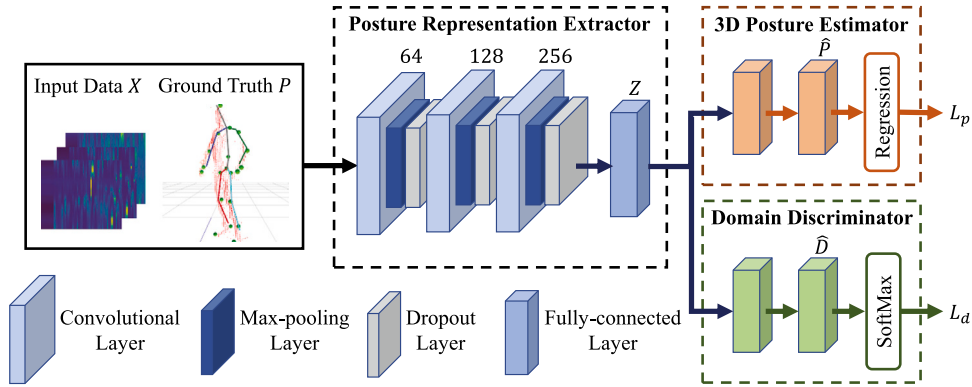 Posture Representation Extractor
3D Posture Estimator
Input Data X
Ground Truth P
64
128
256
Z
P̂
Regression
L_p
Domain Discriminator
D̂
SoftMax
L_d
Convolutional
Layer
Max-pooling
Layer
Dropout
Layer
Fully-connected
Layer